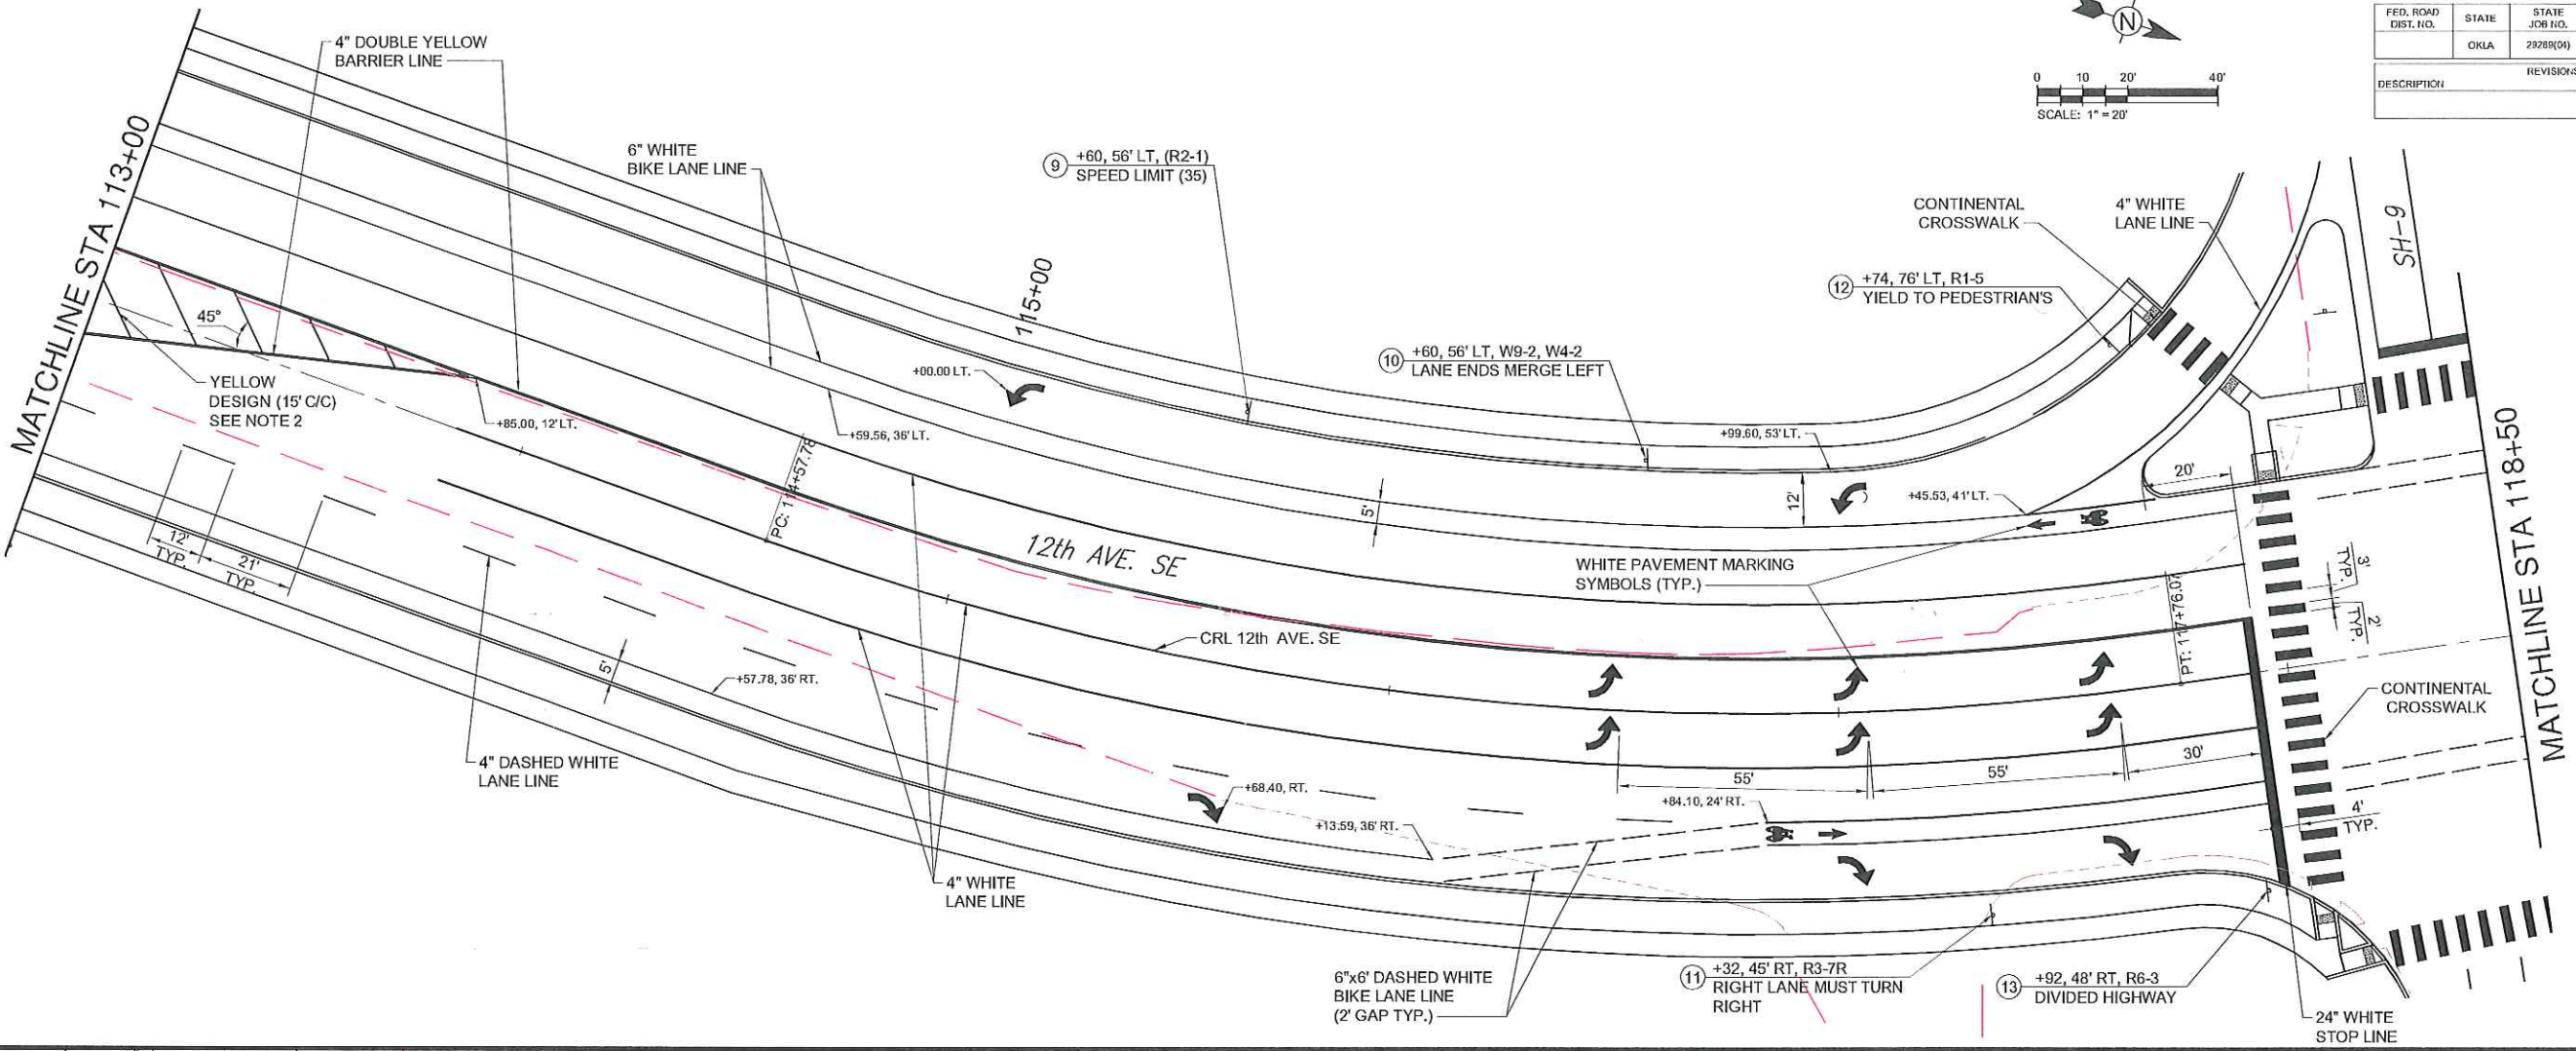 FED. ROAD DIST. NO.
STATE
STATE JOB NO.
OKLA
29289(04)
REVISIONS
DESCRIPTION
N
0 10 20' 40'
SCALE: 1" = 20'
MATCHLINE STA 113+00
4" DOUBLE YELLOW
BARRIER LINE
6" WHITE
BIKE LANE LINE
9
+60, 56' LT, (R2-1)
SPEED LIMIT (35)
CONTINENTAL
CROSSWALK
4" WHITE
LANE LINE
SH-9
12
+74, 76' LT, R1-5
YIELD TO PEDESTRIAN'S
115+00
10
+60, 56' LT, W9-2, W4-2
LANE ENDS MERGE LEFT
45°
YELLOW
DESIGN (15' C/C)
SEE NOTE 2
+00.00 LT.
+85.00, 12' LT.
+59.56, 36' LT.
PC: 114+57.78
+99.60, 53' LT.
12'
5'
+45.53, 41' LT.
20'
MATCHLINE STA 118+50
12th AVE. SE
WHITE PAVEMENT MARKING
SYMBOLS (TYP.)
3'
TYP.
2'
TYP.
PT: 117+76.07
12'
TYP.
21'
TYP.
CRL 12th AVE. SE
5'
+57.78, 36' RT.
CONTINENTAL
CROSSWALK
4" DASHED WHITE
LANE LINE
55'
55'
30'
+68.40, RT.
+84.10, 24' RT.
+13.59, 36' RT.
4'
TYP.
4" WHITE
LANE LINE
6"x6' DASHED WHITE
BIKE LANE LINE
(2' GAP TYP.)
11
+32, 45' RT, R3-7R
RIGHT LANE MUST TURN
RIGHT
13
+92, 48' RT, R6-3
DIVIDED HIGHWAY
24" WHITE
STOP LINE